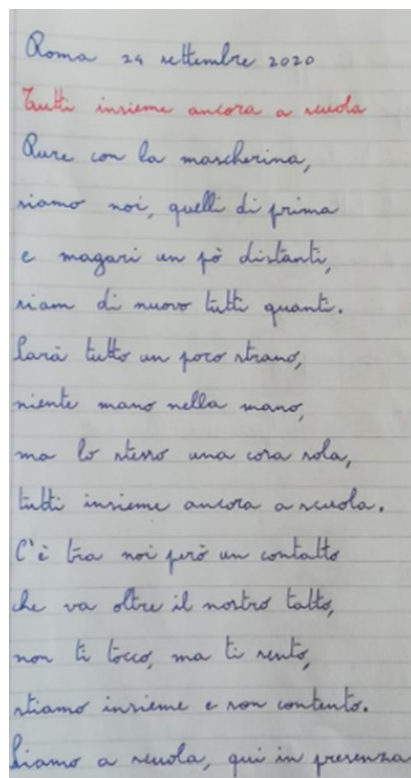 Roma 24 settembre 2020
Tutti insieme ancora a scuola
Pure con la mascherina,
siamo noi, quelli di prima
e magari un pò distanti,
siam di nuovo tutti quanti.
Sarà tutto un poco strano,
niente mano nella mano,
ma lo stesso una cosa sola,
tutti insieme ancora a scuola.
C'è tra noi però un contatto
che va oltre il nostro tatto,
non ti tocco, ma ti sento,
stiamo insieme e son contento.
Siamo a scuola, qui in presenza